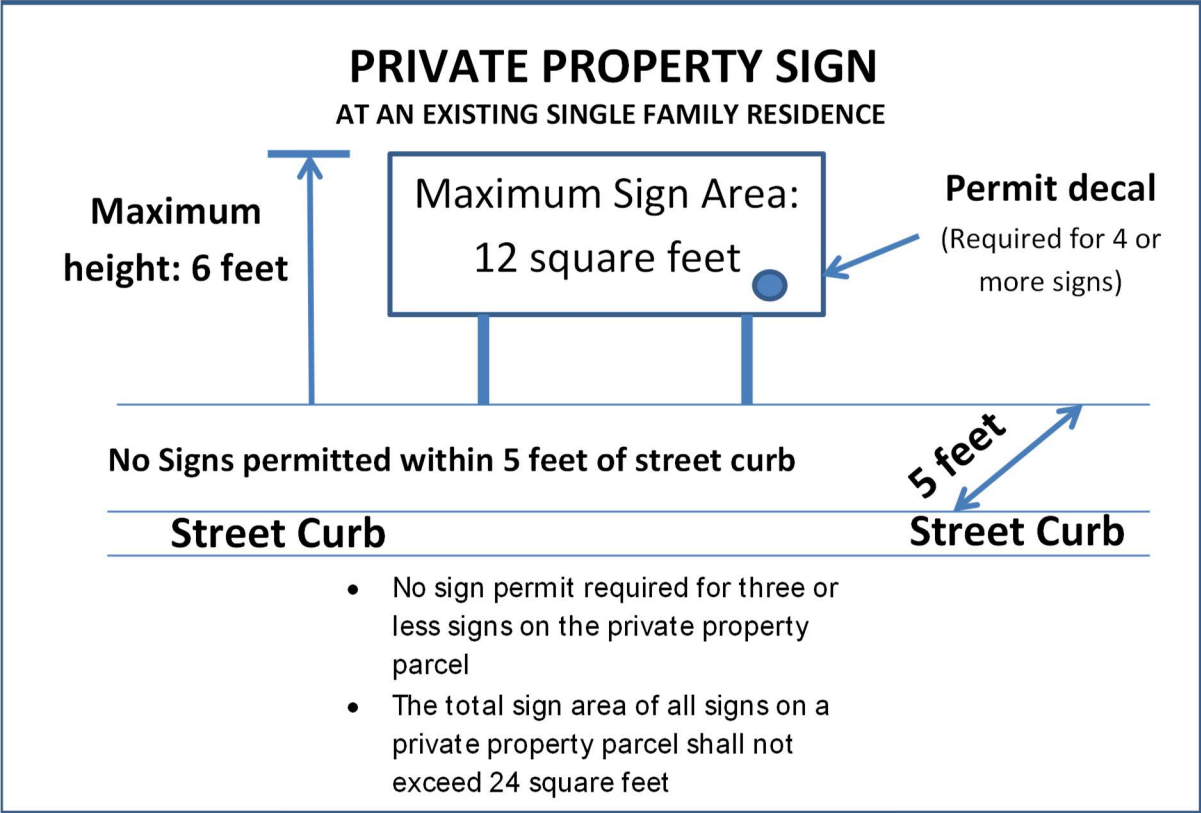 PRIVATE PROPERTY SIGN
AT AN EXISTING SINGLE FAMILY RESIDENCE
Maximum
height: 6 feet
Maximum Sign Area:
12 square feet
Permit decal
(Required for 4 or
more signs)
No Signs permitted within 5 feet of street curb
5 feet
Street Curb
Street Curb
• No sign permit required for three or
less signs on the private property
parcel
• The total sign area of all signs on a
private property parcel shall not
exceed 24 square feet